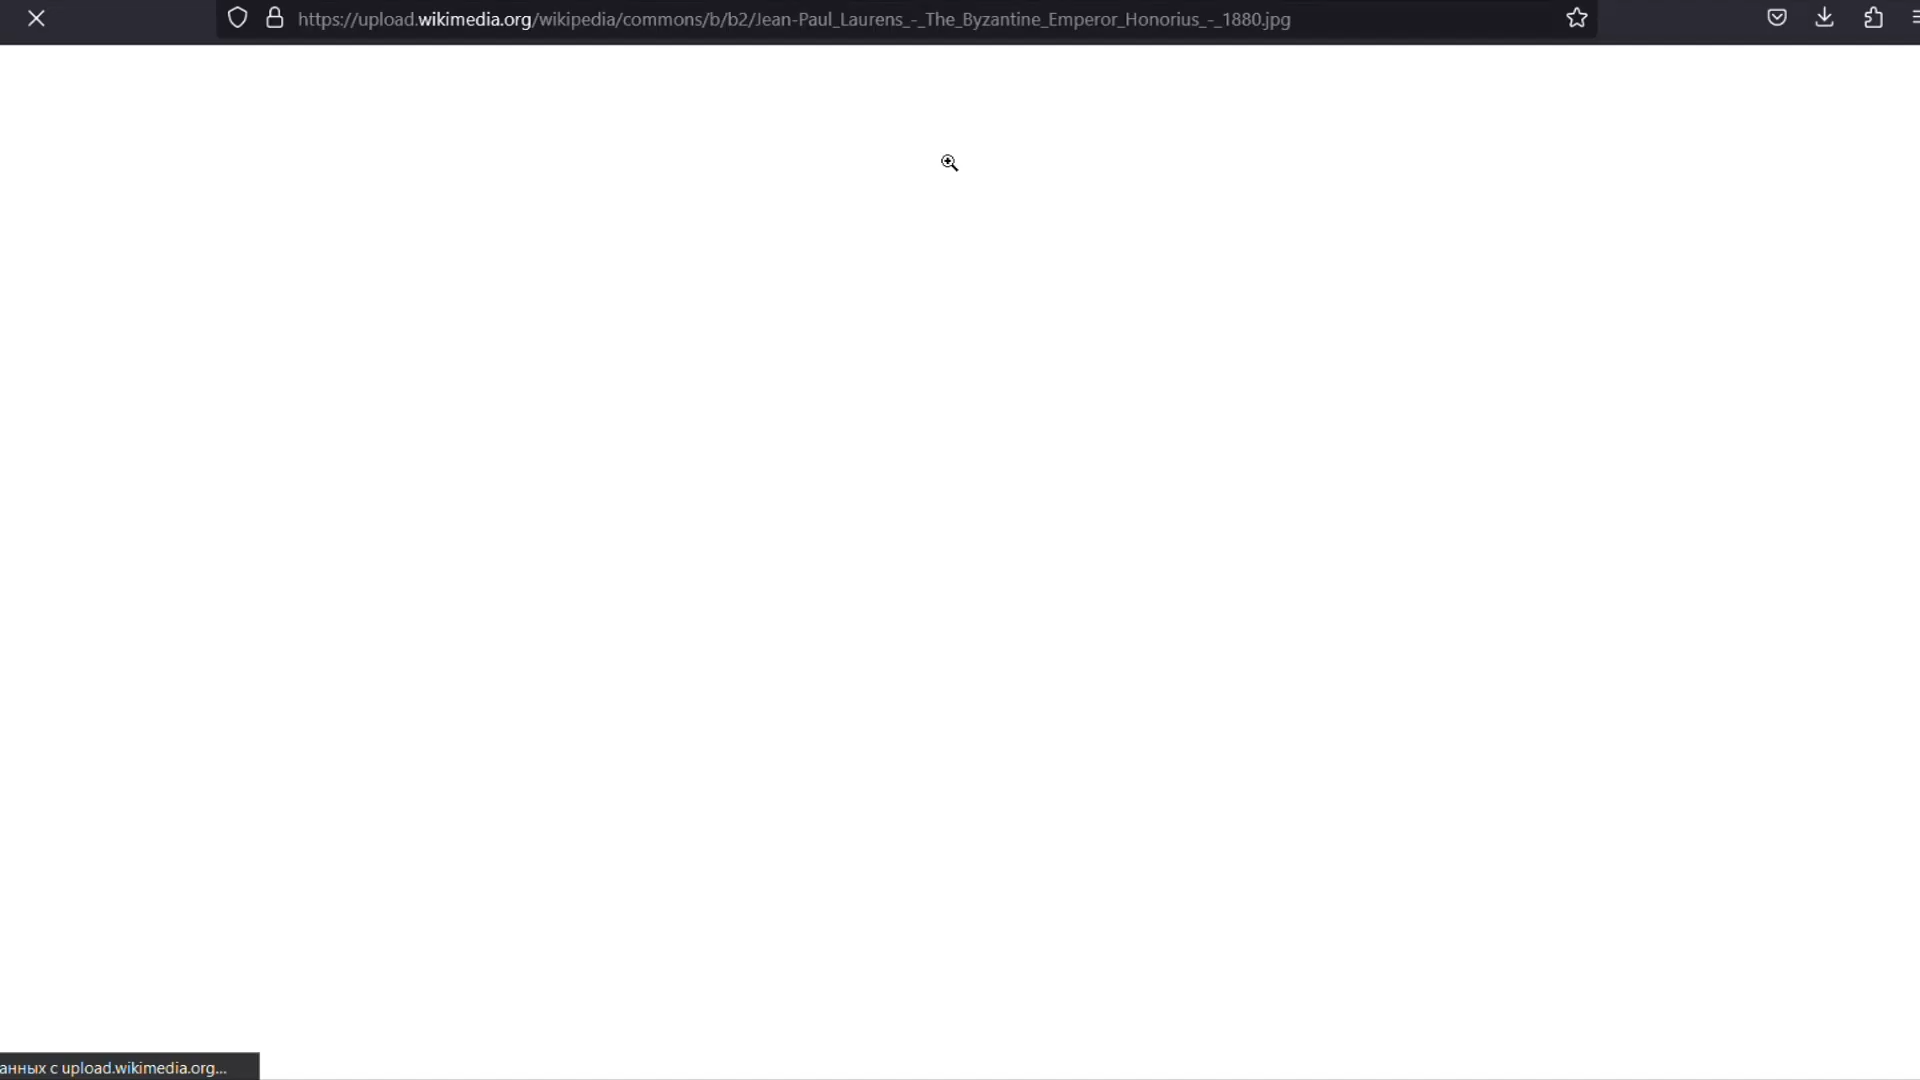 https://upload.wikimedia.org/wikipedia/commons/b/b2/Jean-Paul_Laurens_-_The_Byzantine_Emperor_Honorius_-_1880.jpg
анных с upload.wikimedia.org...